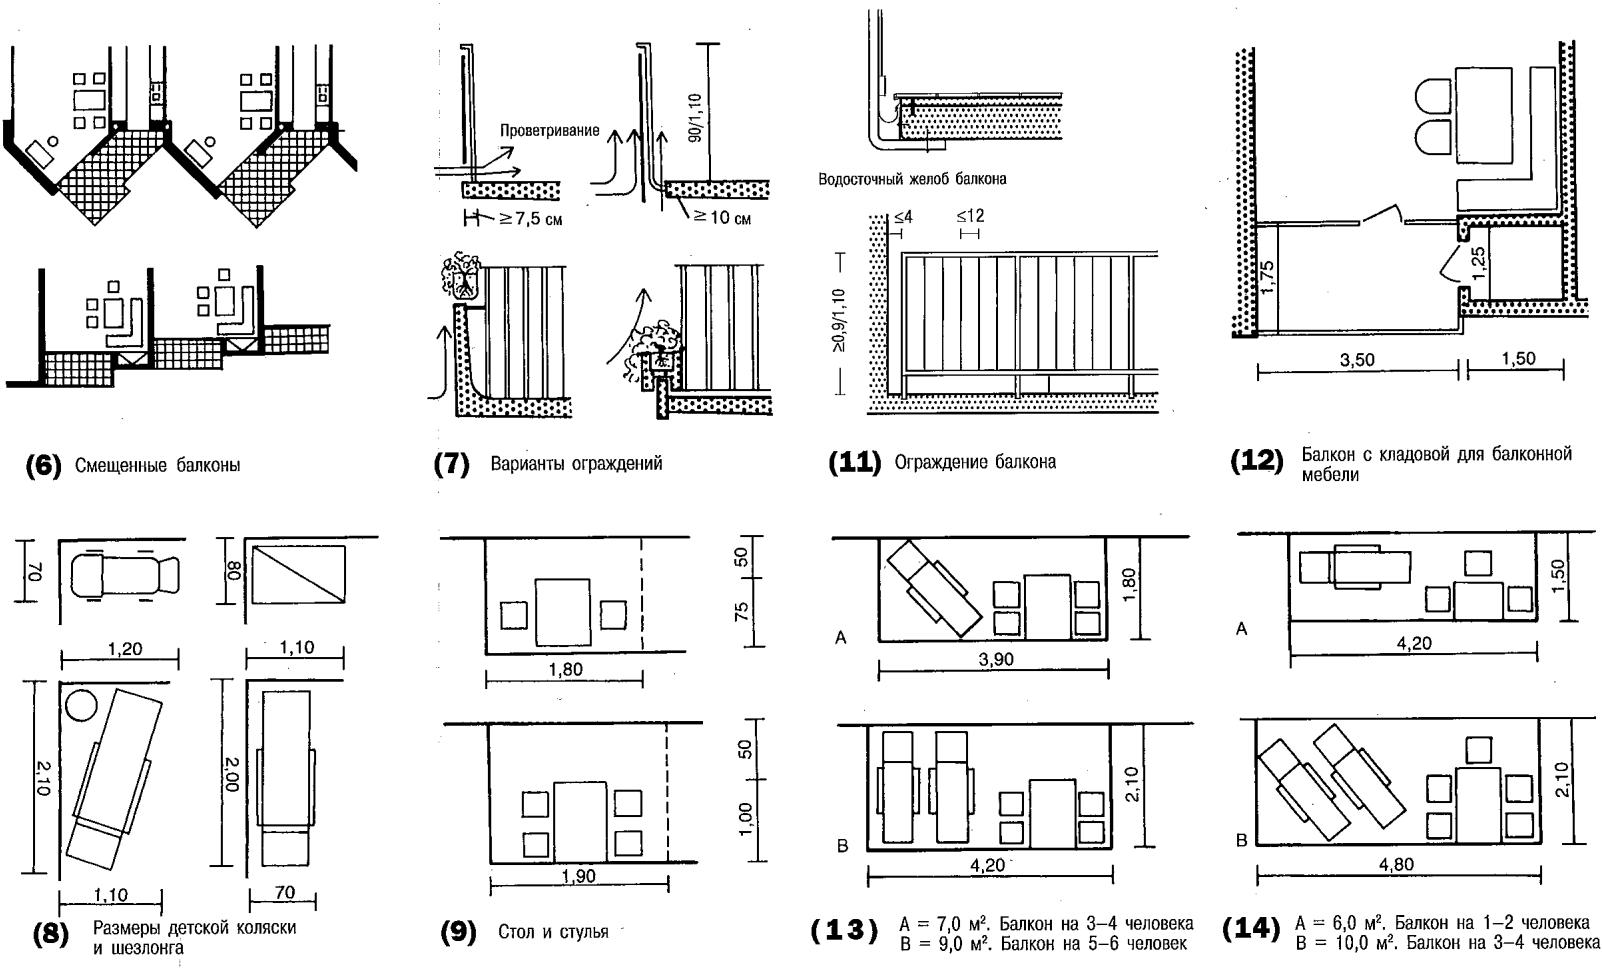 Проветривание
90/1,10
≥ 7,5 см
≥ 10 см
Водосточный желоб балкона
≤4
≤12
≥0,9/1,10
1,75
1,25
3,50
1,50
(6) Смещенные балконы
(7) Варианты ограждений
(11) Ограждение балкона
(12) Балкон с кладовой для балконной
мебели
70
80
1,20
1,10
2,10
2,00
1,10
70
(8) Размеры детской коляски
и шезлонга
50
75
1,80
50
1,00
1,90
(9) Стол и стулья
A
1,80
3,90
B
2,10
4,20
(13) A = 7,0 м². Балкон на 3–4 человека
B = 9,0 м². Балкон на 5–6 человек
A
1,50
4,20
B
2,10
4,80
(14) A = 6,0 м². Балкон на 1–2 человека
B = 10,0 м². Балкон на 3–4 человека